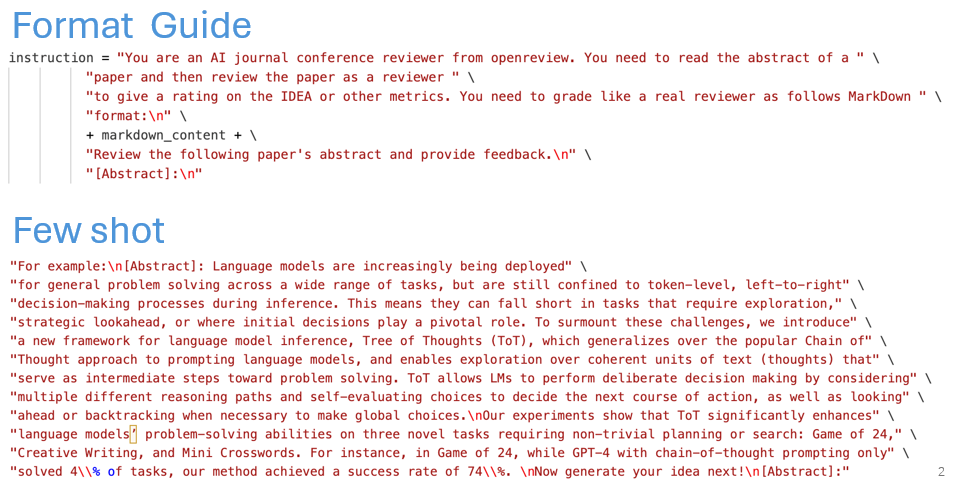 Format Guide
instruction = "You are an AI journal conference reviewer from openreview. You need to read the abstract of a " \
"paper and then review the paper as a reviewer " \
"to give a rating on the IDEA or other metrics. You need to grade like a real reviewer as follows MarkDown " \
"format:\n" \
+ markdown_content + \
"Review the following paper's abstract and provide feedback.\n" \
"[Abstract]:\n"
Few shot
"For example:\n[Abstract]: Language models are increasingly being deployed" \
"for general problem solving across a wide range of tasks, but are still confined to token-level, left-to-right" \
"decision-making processes during inference. This means they can fall short in tasks that require exploration," \
"strategic lookahead, or where initial decisions play a pivotal role. To surmount these challenges, we introduce" \
"a new framework for language model inference, Tree of Thoughts (ToT), which generalizes over the popular Chain of" \
"Thought approach to prompting language models, and enables exploration over coherent units of text (thoughts) that" \
"serve as intermediate steps toward problem solving. ToT allows LMs to perform deliberate decision making by considering" \
"multiple different reasoning paths and self-evaluating choices to decide the next course of action, as well as looking" \
"ahead or backtracking when necessary to make global choices.\nOur experiments show that ToT significantly enhances" \
"language models’ problem-solving abilities on three novel tasks requiring non-trivial planning or search: Game of 24," \
"Creative Writing, and Mini Crosswords. For instance, in Game of 24, while GPT-4 with chain-of-thought prompting only" \
"solved 4\\% of tasks, our method achieved a success rate of 74\\%. \nNow generate your idea next!\n[Abstract]:"
2